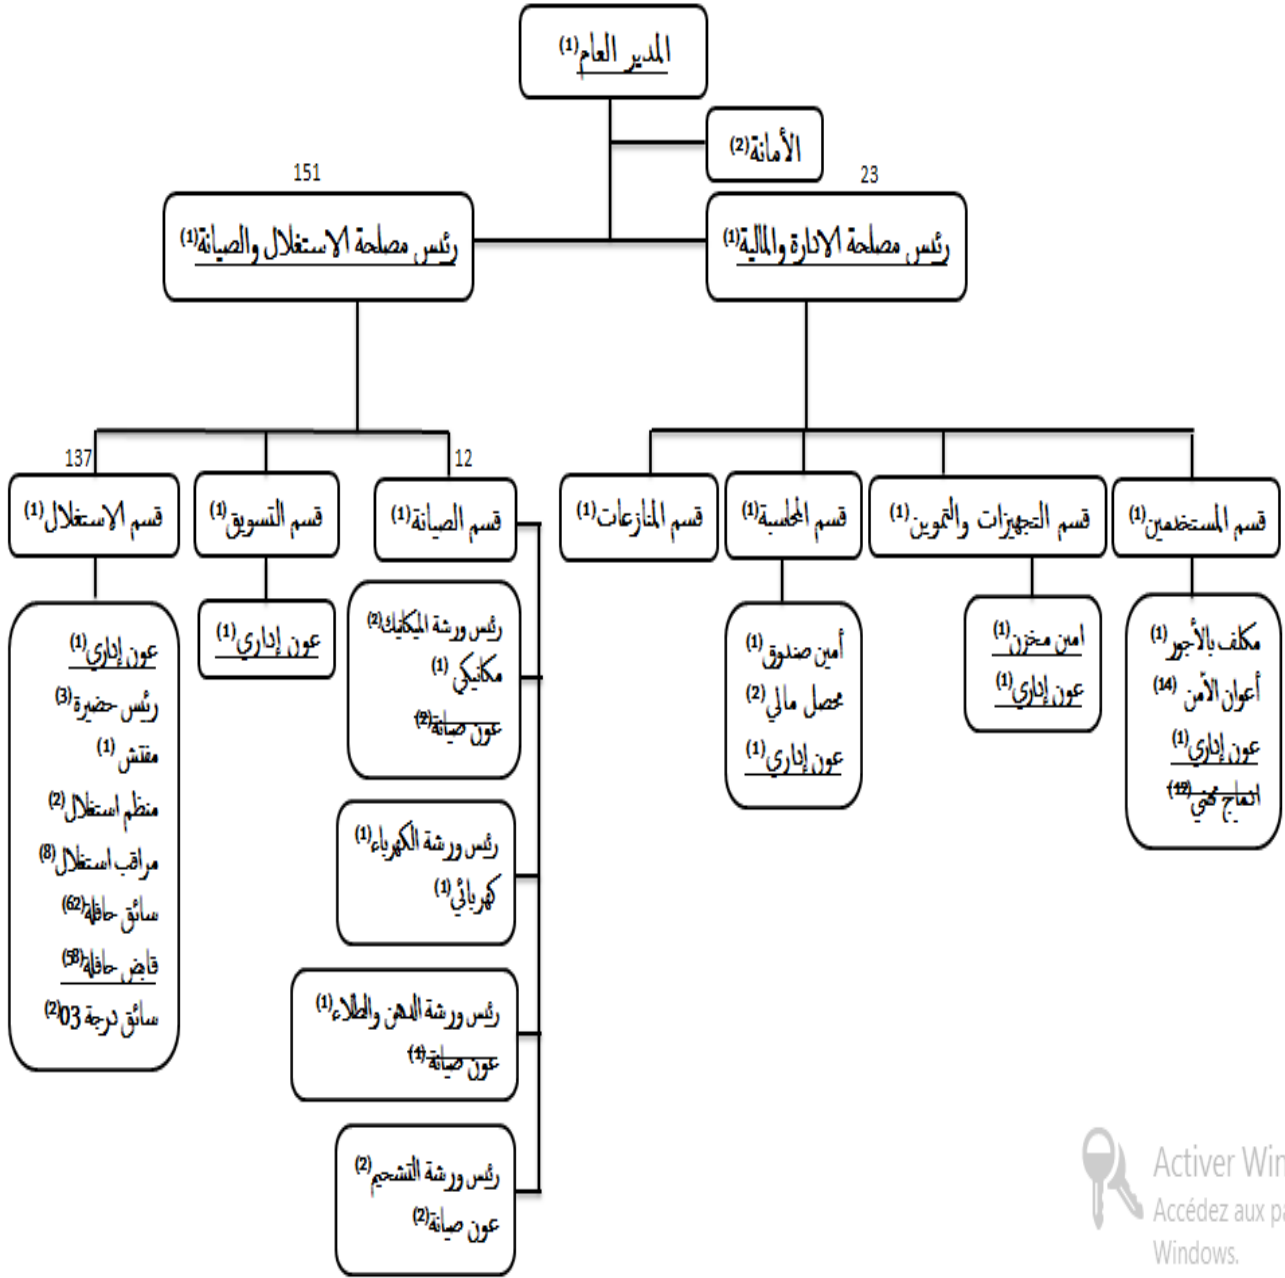 المدير العام(1)
الأمانة(2)
23
151
رئيس مصلحة الادارة والمالية(1)
رئيس مصلحة الاستغلال والصيانة(1)
قسم المستخدمين(1)
قسم التجهيزات والتموين(1)
قسم المحاسبة(1)
قسم المنازعات(1)
12
137
قسم الصيانة(1)
قسم التسويق(1)
قسم الاستغلال(1)
مكلف بالأجور(1)
أعوان الأمن (14)
عون إداري(1)
ادماج مهني(12)
امين مخزن(1)
عون إداري(1)
أمين صندوق(1)
محصل مالي(2)
عون إداري(1)
رئيس ورشة الميكانيك(2)
مكانيكي (1)
عون صيانة(2)
رئيس ورشة الكهرباء(1)
كهربائي(1)
رئيس ورشة الدهن والطلاء(1)
عون صيانة(1)
رئيس ورشة التشحيم(2)
عون صيانة(2)
عون إداري(1)
عون إداري(1)
رئيس حضيرة(3)
مفتش (1)
منظم استغلال(2)
مراقب استغلال(8)
سائق حافلة(62)
قابض حافلة(58)
سائق درجة 03(2)
Activer Win
Accédez aux pa
Windows.